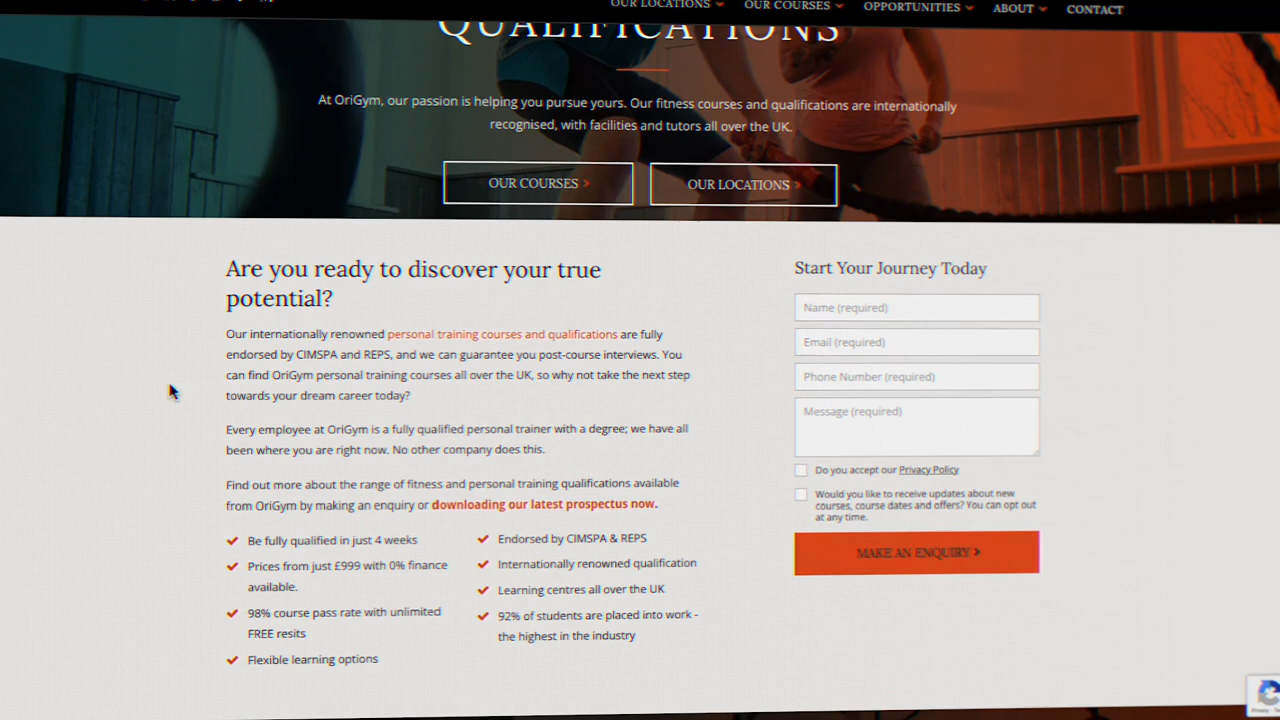 OUR LOCATIONS
OUR COURSES
OPPORTUNITIES
ABOUT
CONTACT
QUALIFICATIONS
At OriGym, our passion is helping you pursue yours. Our fitness courses and qualifications are internationally
recognised, with facilities and tutors all over the UK.
OUR COURSES >
OUR LOCATIONS >
Are you ready to discover your true
potential?
Our internationally renowned personal training courses and qualifications are fully
endorsed by CIMSPA and REPS, and we can guarantee you post-course interviews. You
can find OriGym personal training courses all over the UK, so why not take the next step
towards your dream career today?
Every employee at OriGym is a fully qualified personal trainer with a degree; we have all
been where you are right now. No other company does this.
Find out more about the range of fitness and personal training qualifications available
from OriGym by making an enquiry or downloading our latest prospectus now.
Be fully qualified in just 4 weeks
Prices from just £999 with 0% finance
available.
98% course pass rate with unlimited
FREE resits
Flexible learning options
Endorsed by CIMSPA & REPS
Internationally renowned qualification
Learning centres all over the UK
92% of students are placed into work -
the highest in the industry
Start Your Journey Today
Name (required)
Email (required)
Phone Number (required)
Message (required)
Do you accept our Privacy Policy
Would you like to receive updates about new
courses, course dates and offers? You can opt out
at any time.
MAKE AN ENQUIRY >
Privacy